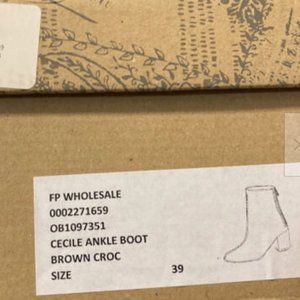 FP WHOLESALE
0002271659
OB1097351
CECILE ANKLE BOOT
BROWN CROC
SIZE 39